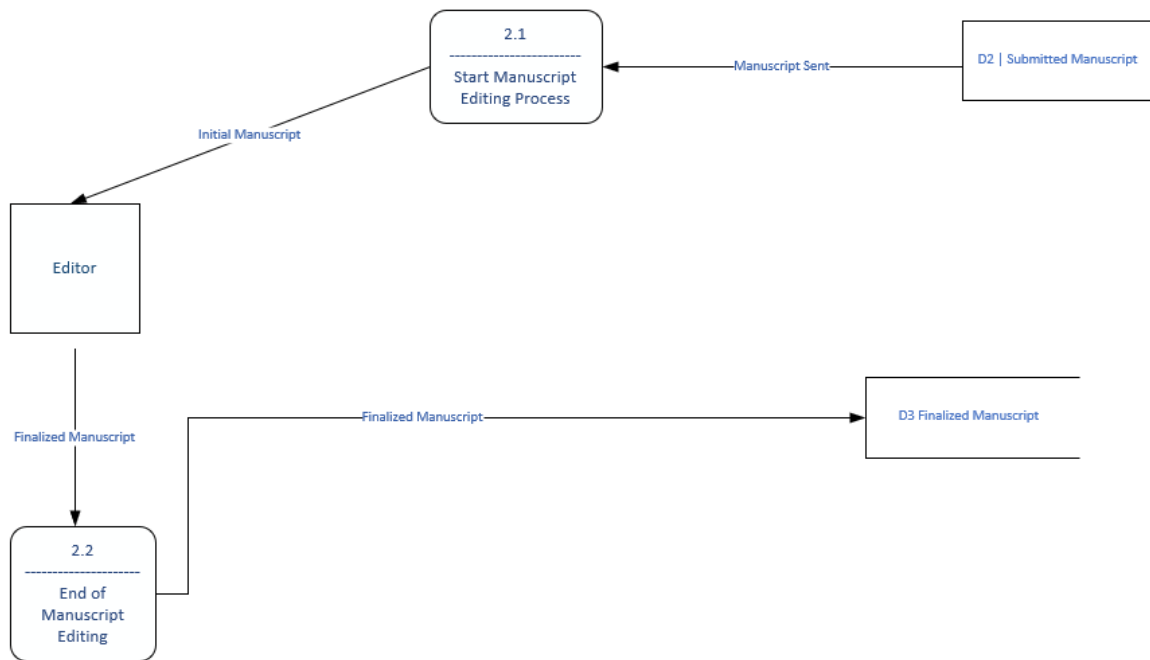 2.1
Start Manuscript
Editing Process
Manuscript Sent
D2 | Submitted Manuscript
Initial Manuscript
Editor
Finalized Manuscript
D3 Finalized Manuscript
Finalized Manuscript
2.2
End of
Manuscript
Editing